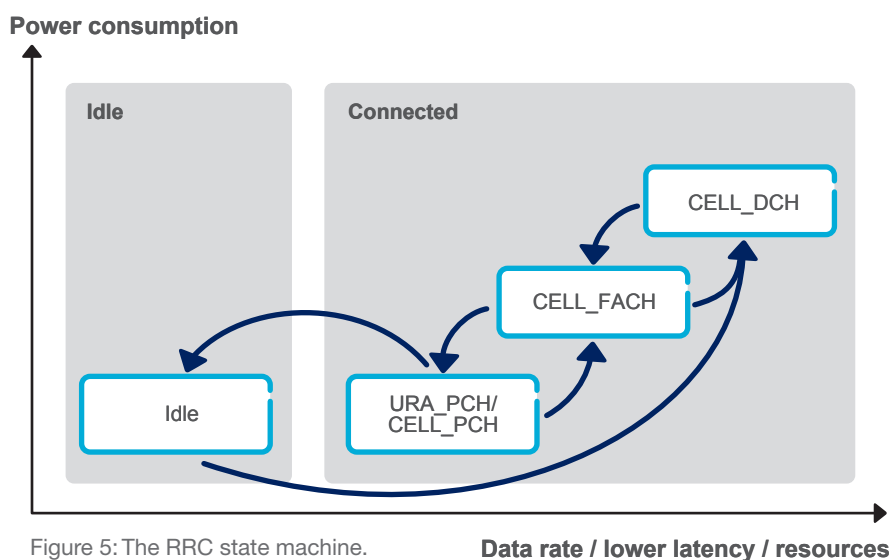 Power consumption
Idle
Connected
CELL_DCH
CELL_FACH
URA_PCH/
CELL_PCH
Idle
Figure 5: The RRC state machine.
Data rate / lower latency / resources